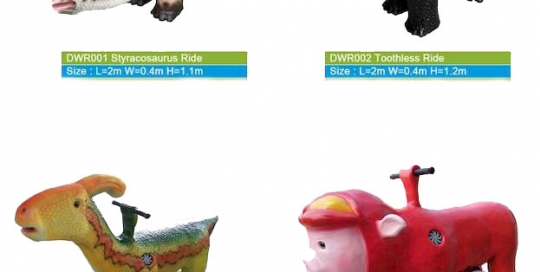 DWR001 Styracosaurus Ride
Size : L=2m W=0.4m H=1.1m
DWR002 Toothless Ride
Size : L=2m W=0.4m H=1.2m